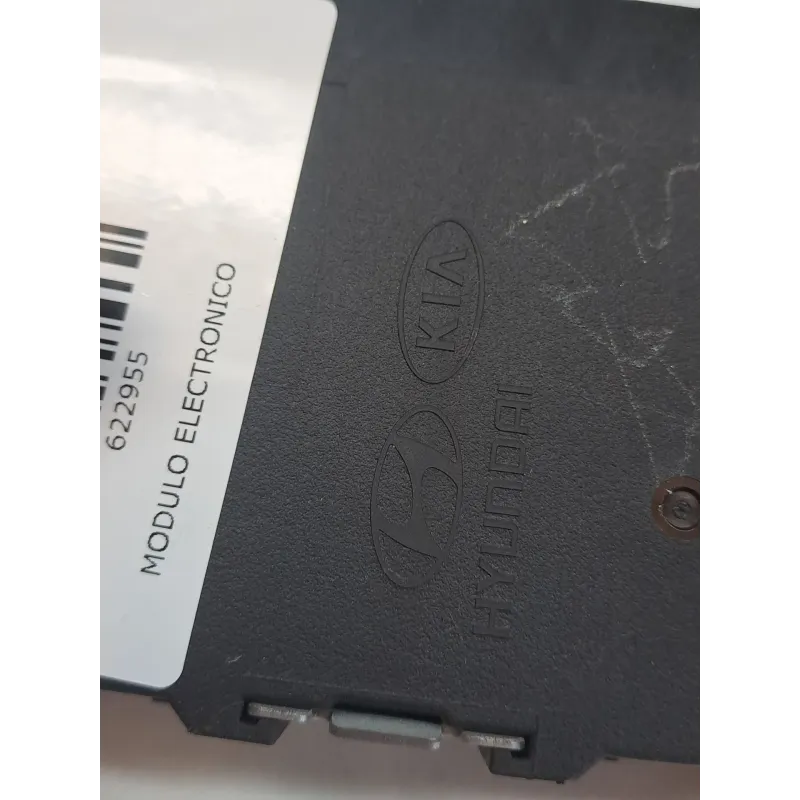 622955
MODULO ELECTRONICO
KIA
HYUNDAI